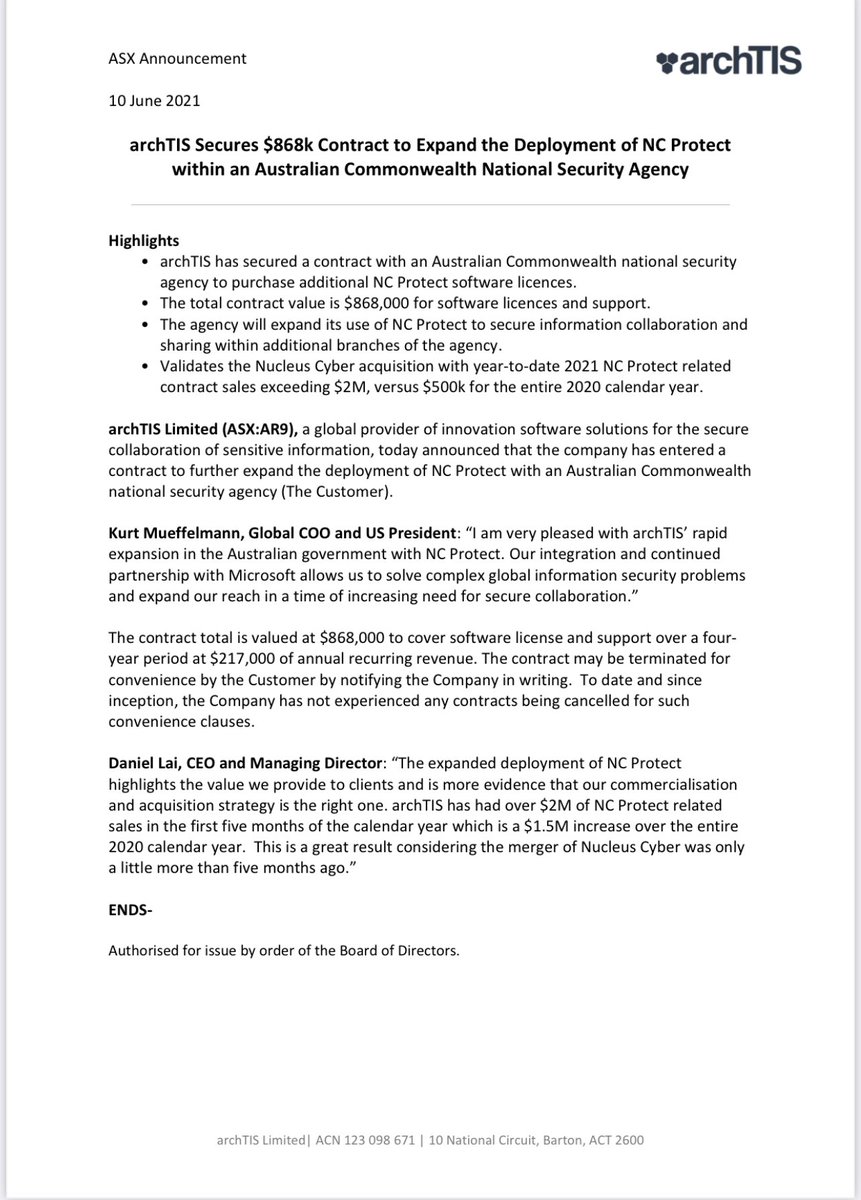 ASX Announcement
archTIS
10 June 2021
archTIS Secures $868k Contract to Expand the Deployment of NC Protect
within an Australian Commonwealth National Security Agency
Highlights
• archTIS has secured a contract with an Australian Commonwealth national security
agency to purchase additional NC Protect software licences.
• The total contract value is $868,000 for software licences and support.
• The agency will expand its use of NC Protect to secure information collaboration and
sharing within additional branches of the agency.
• Validates the Nucleus Cyber acquisition with year-to-date 2021 NC Protect related
contract sales exceeding $2M, versus $500k for the entire 2020 calendar year.
archTIS Limited (ASX:AR9), a global provider of innovation software solutions for the secure
collaboration of sensitive information, today announced that the company has entered a
contract to further expand the deployment of NC Protect with an Australian Commonwealth
national security agency (The Customer).
Kurt Mueffelmann, Global COO and US President: “I am very pleased with archTIS’ rapid
expansion in the Australian government with NC Protect. Our integration and continued
partnership with Microsoft allows us to solve complex global information security problems
and expand our reach in a time of increasing need for secure collaboration.”
The contract total is valued at $868,000 to cover software license and support over a four-
year period at $217,000 of annual recurring revenue. The contract may be terminated for
convenience by the Customer by notifying the Company in writing. To date and since
inception, the Company has not experienced any contracts being cancelled for such
convenience clauses.
Daniel Lai, CEO and Managing Director: “The expanded deployment of NC Protect
highlights the value we provide to clients and is more evidence that our commercialisation
and acquisition strategy is the right one. archTIS has had over $2M of NC Protect related
sales in the first five months of the calendar year which is a $1.5M increase over the entire
2020 calendar year. This is a great result considering the merger of Nucleus Cyber was only
a little more than five months ago.”
ENDS-
Authorised for issue by order of the Board of Directors.
archTIS Limited| ACN 123 098 671 | 10 National Circuit, Barton, ACT 2600